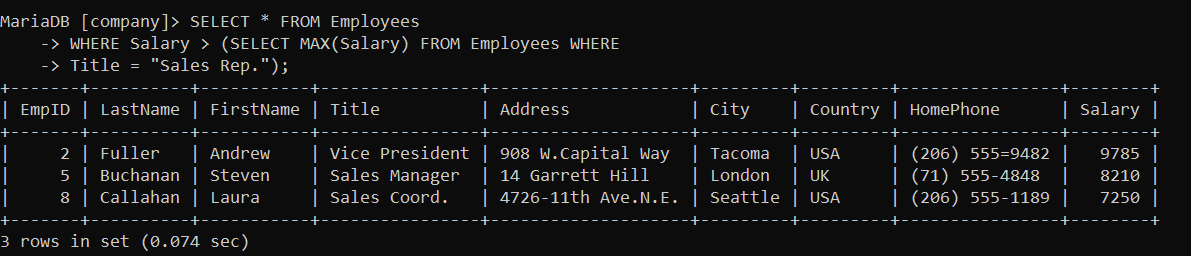 MariaDB [company]> SELECT * FROM Employees
    -> WHERE Salary > (SELECT MAX(Salary) FROM Employees WHERE
    -> Title = "Sales Rep.");
+-------+----------+-----------+----------------+-------------------+---------+---------+----------------+--------+
| EmpID | LastName | FirstName | Title          | Address           | City    | Country | HomePhone      | Salary |
+-------+----------+-----------+----------------+-------------------+---------+---------+----------------+--------+
|     2 | Fuller   | Andrew    | Vice President | 908 W.Capital Way | Tacoma  | USA     | (206) 555=9482 |   9785 |
|     5 | Buchanan | Steven    | Sales Manager  | 14 Garrett Hill   | London  | UK      | (71) 555-4848  |   8210 |
|     8 | Callahan | Laura     | Sales Coord.   | 4726-11th Ave.N.E. | Seattle | USA     | (206) 555-1189 |   7250 |
+-------+----------+-----------+----------------+-------------------+---------+---------+----------------+--------+
3 rows in set (0.074 sec)